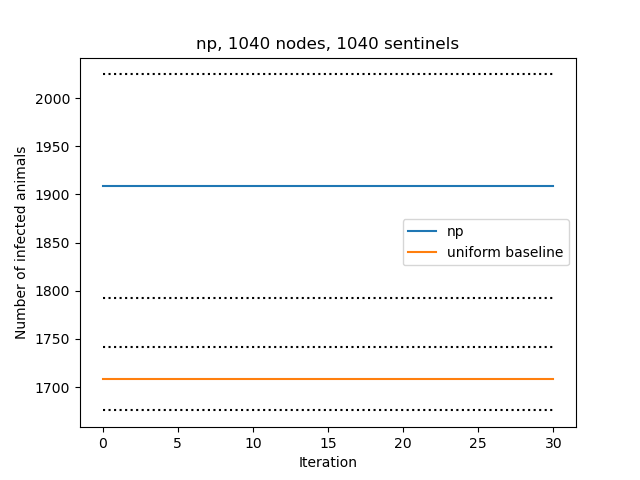 np, 1040 nodes, 1040 sentinels
Number of infected animals
2000
1950
1900
1850
1800
1750
1700
np
uniform baseline
0 5 10 15 20 25 30
Iteration